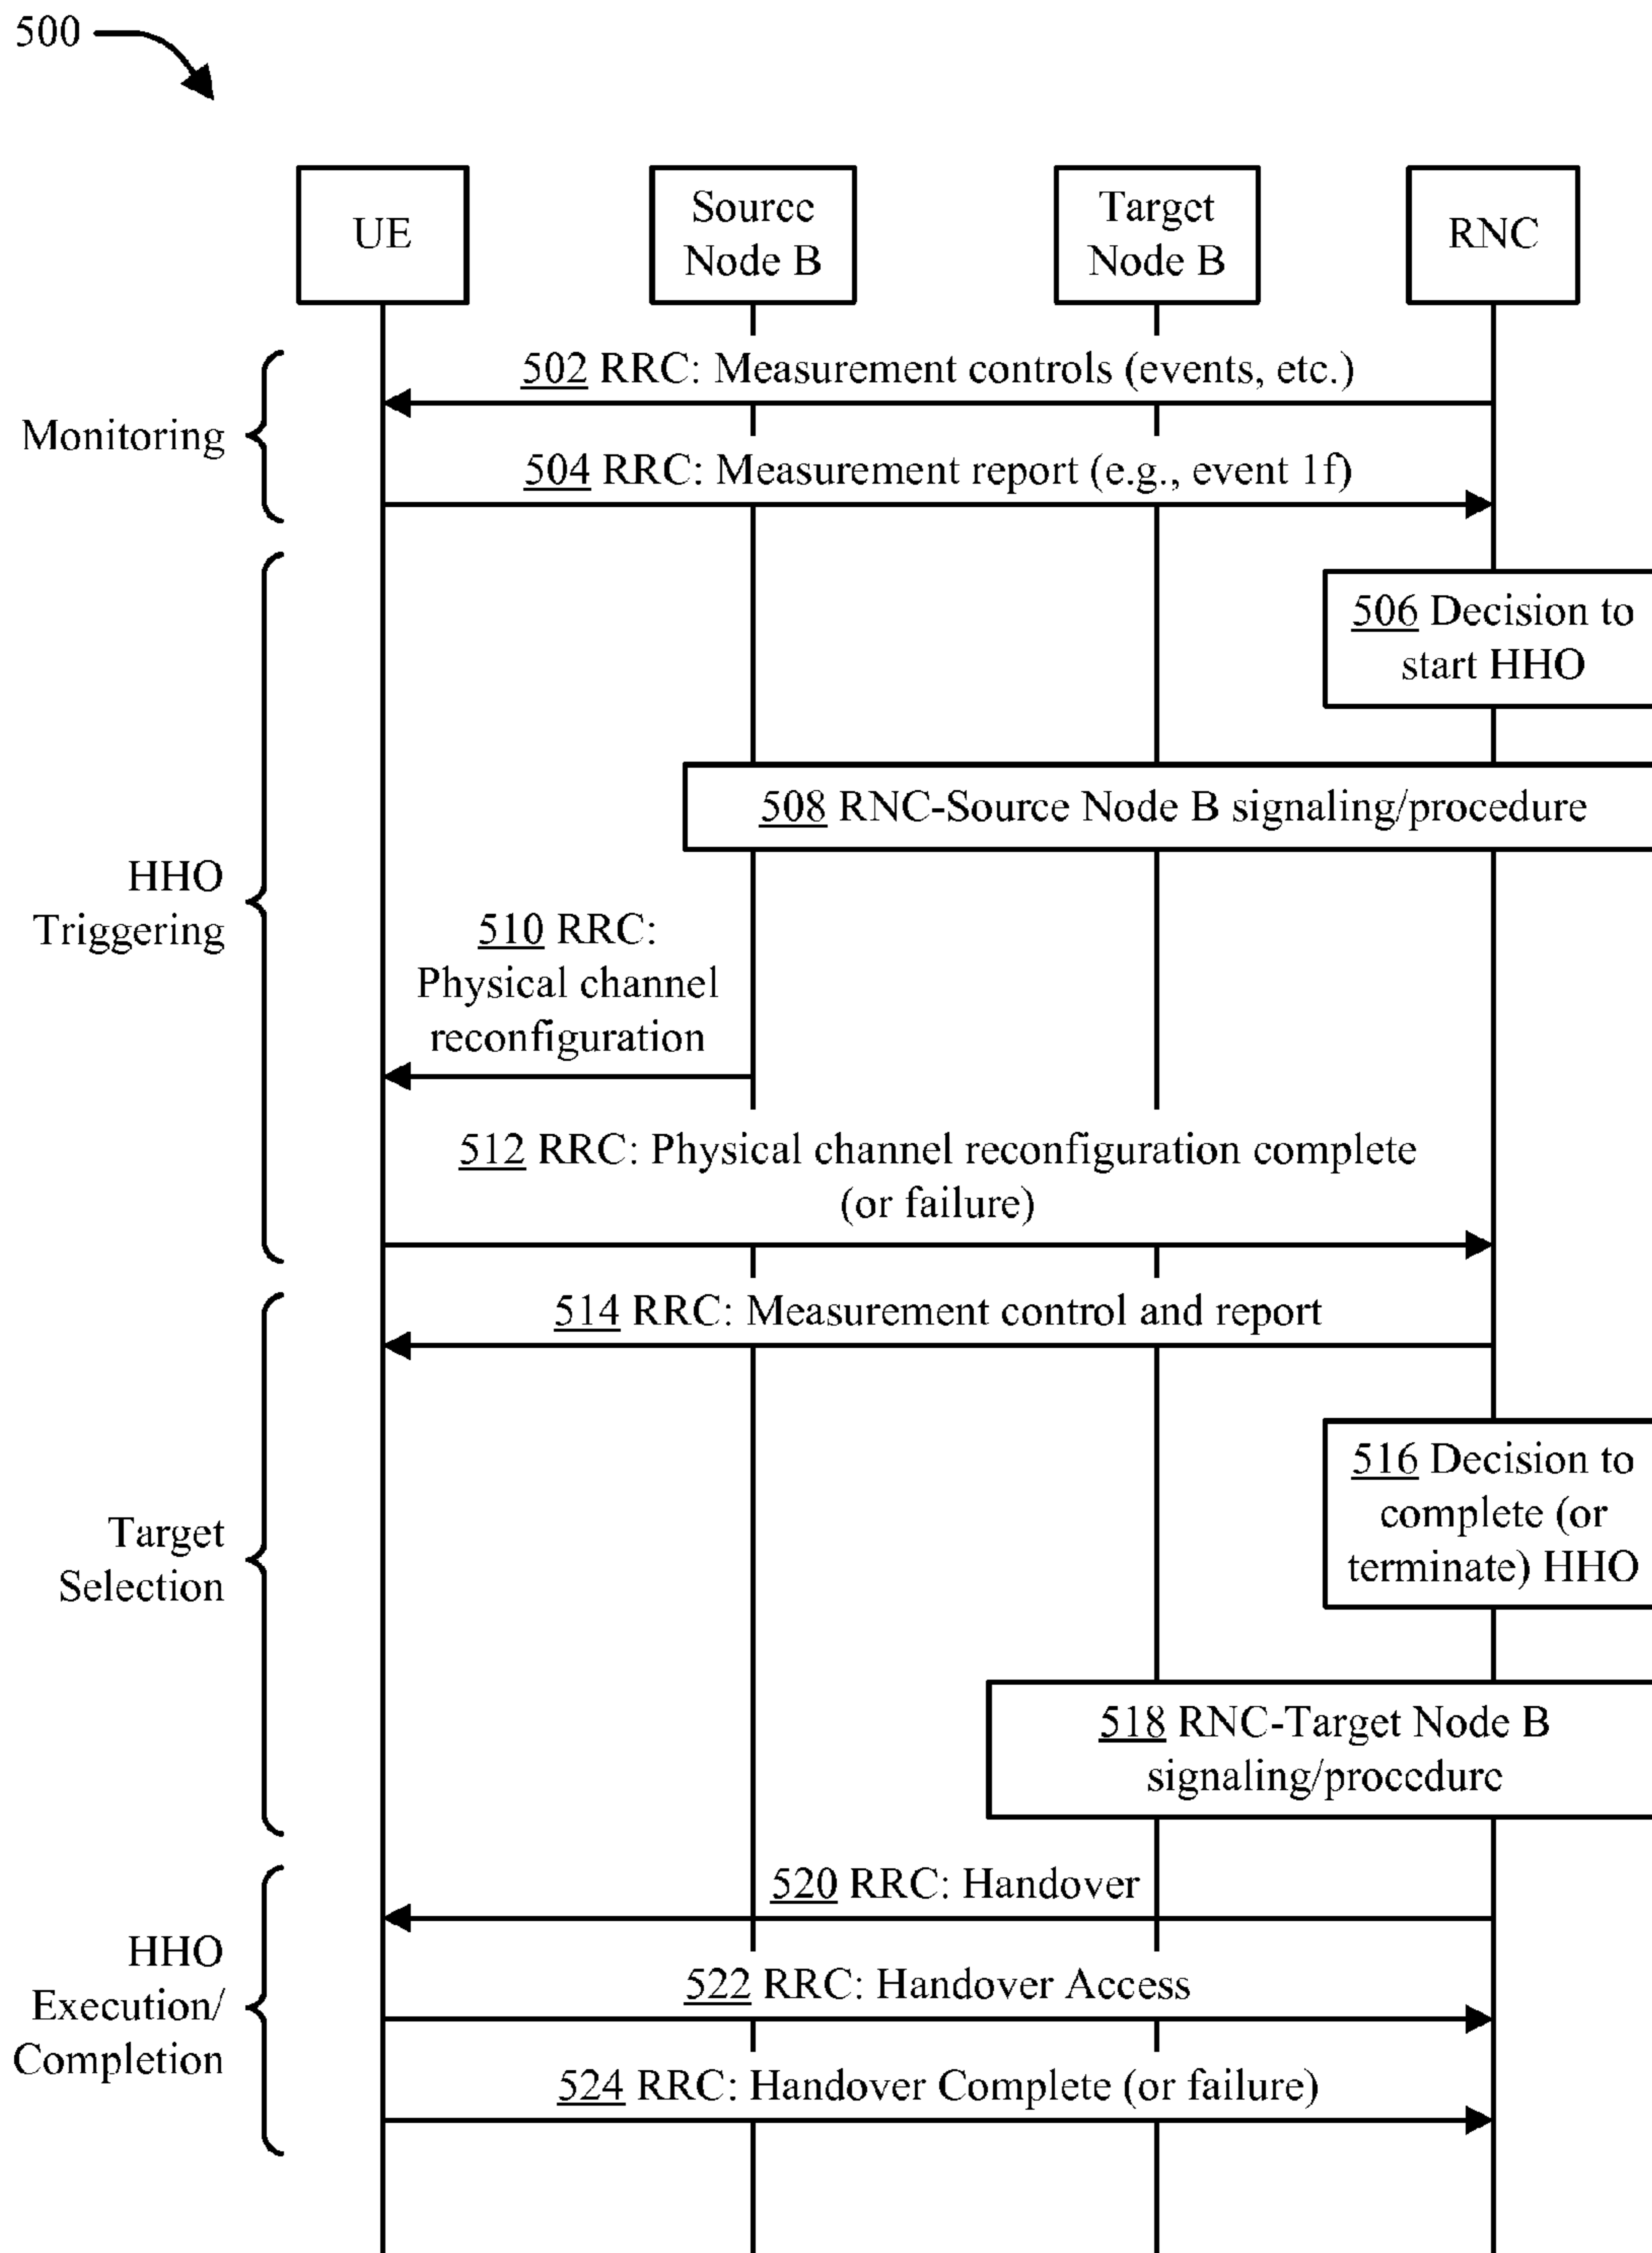 500
UE
Source
Node B
Target
Node B
RNC
502 RRC: Measurement controls (events, etc.)
Monitoring
504 RRC: Measurement report (e.g., event 1f)
506 Decision to
start HHO
508 RNC-Source Node B signaling/procedure
HHO
Triggering
510 RRC:
Physical channel
reconfiguration
512 RRC: Physical channel reconfiguration complete
(or failure)
514 RRC: Measurement control and report
516 Decision to
complete (or
terminate) HHO
Target
Selection
518 RNC-Target Node B
signaling/procedure
520 RRC: Handover
HHO
Execution/
Completion
522 RRC: Handover Access
524 RRC: Handover Complete (or failure)